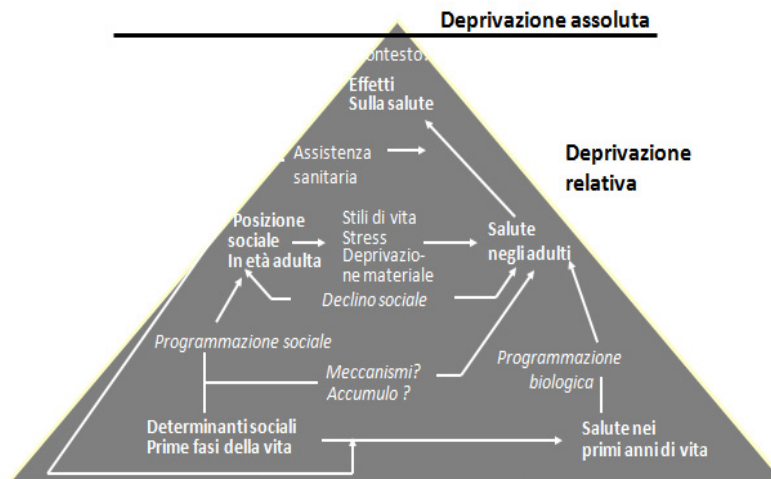 Deprivazione assoluta
Effetti
Sulla salute
Assistenza
sanitaria
Deprivazione
relativa
Posizione
sociale
In età adulta
Stili di vita
Stress
Deprivazio-
ne materiale
Salute
negli adulti
Declino sociale
Programmazione sociale
Meccanismi?
Accumulo ?
Programmazione
biologica
Determinanti sociali
Prime fasi della vita
Salute nei
primi anni di vita